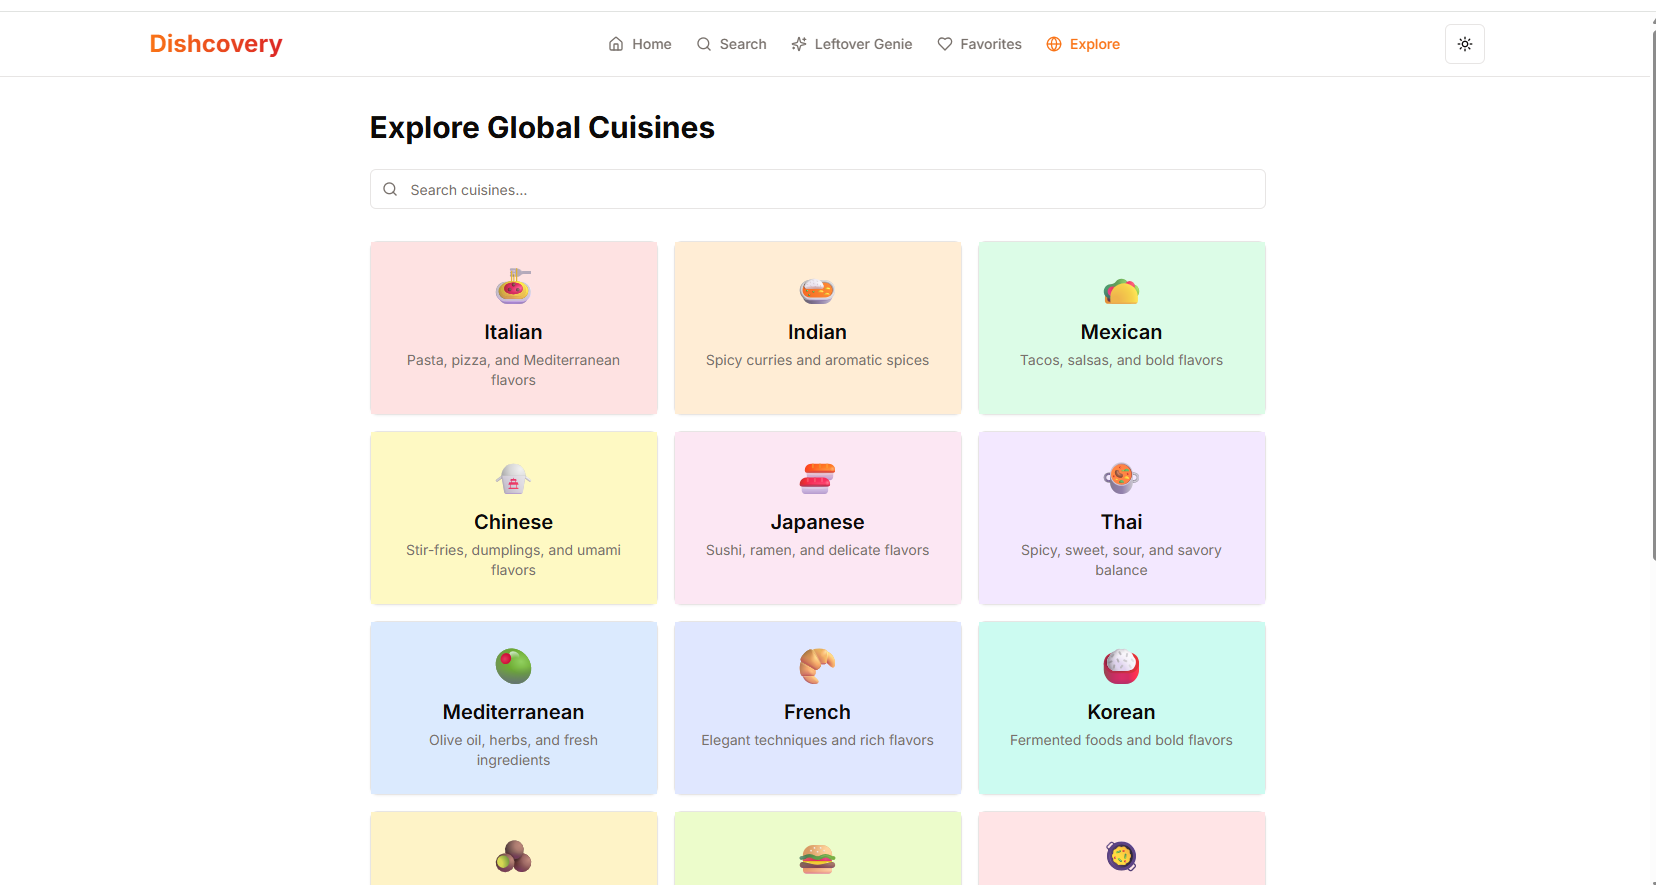 Dishcovery
Home
Search
Leftover Genie
Favorites
Explore
Explore Global Cuisines
Search cuisines...
Italian
Pasta, pizza, and Mediterranean
flavors
Indian
Spicy curries and aromatic spices
Mexican
Tacos, salsas, and bold flavors
Chinese
Stir-fries, dumplings, and umami
flavors
Japanese
Sushi, ramen, and delicate flavors
Thai
Spicy, sweet, sour, and savory
balance
Mediterranean
Olive oil, herbs, and fresh
ingredients
French
Elegant techniques and rich flavors
Korean
Fermented foods and bold flavors